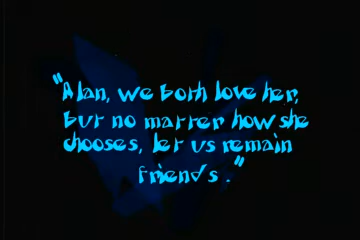 "Alan, we both love her,
but no matter how she
chooses, let us remain
friends."